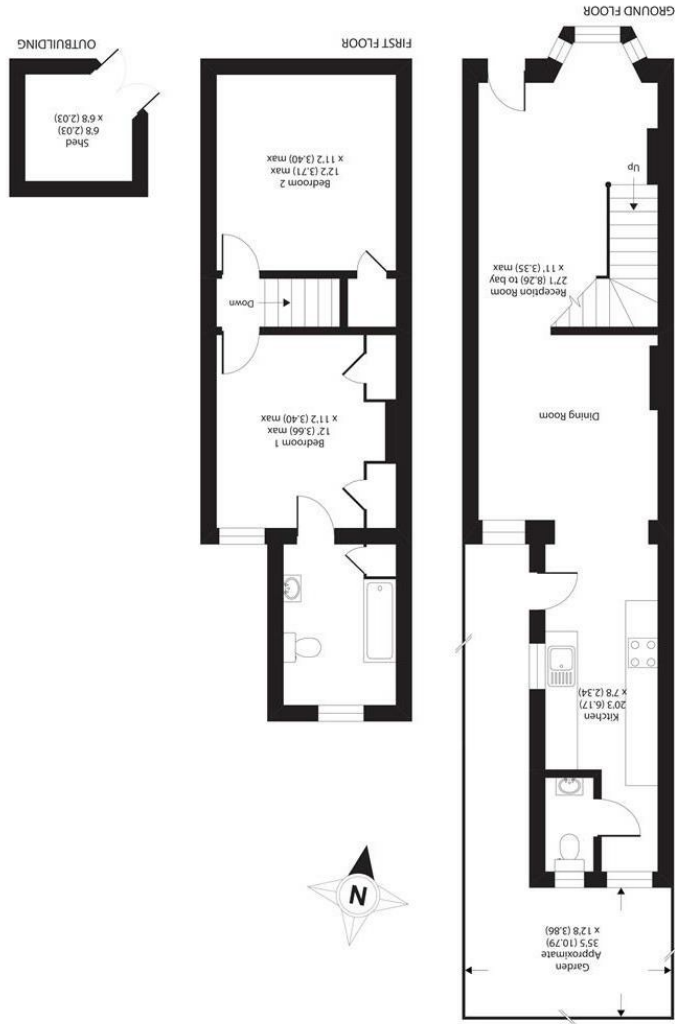 Garden
Approximate
35'5 (10.79)
x 12'8 (3.86)
Kitchen
20'3 (6.17)
x 7'8 (2.34)
Dining Room
Reception Room
27'1 (8.26) to bay
x 11' (3.35) max
Up
GROUND FLOOR
N
Bedroom 1
12' (3.66) max
x 11'2 (3.40) max
Down
Bedroom 2
12'2 (3.71) max
x 11'2 (3.40) max
FIRST FLOOR
Shed
6'8 (2.03)
x 6'8 (2.03)
OUTBUILDING